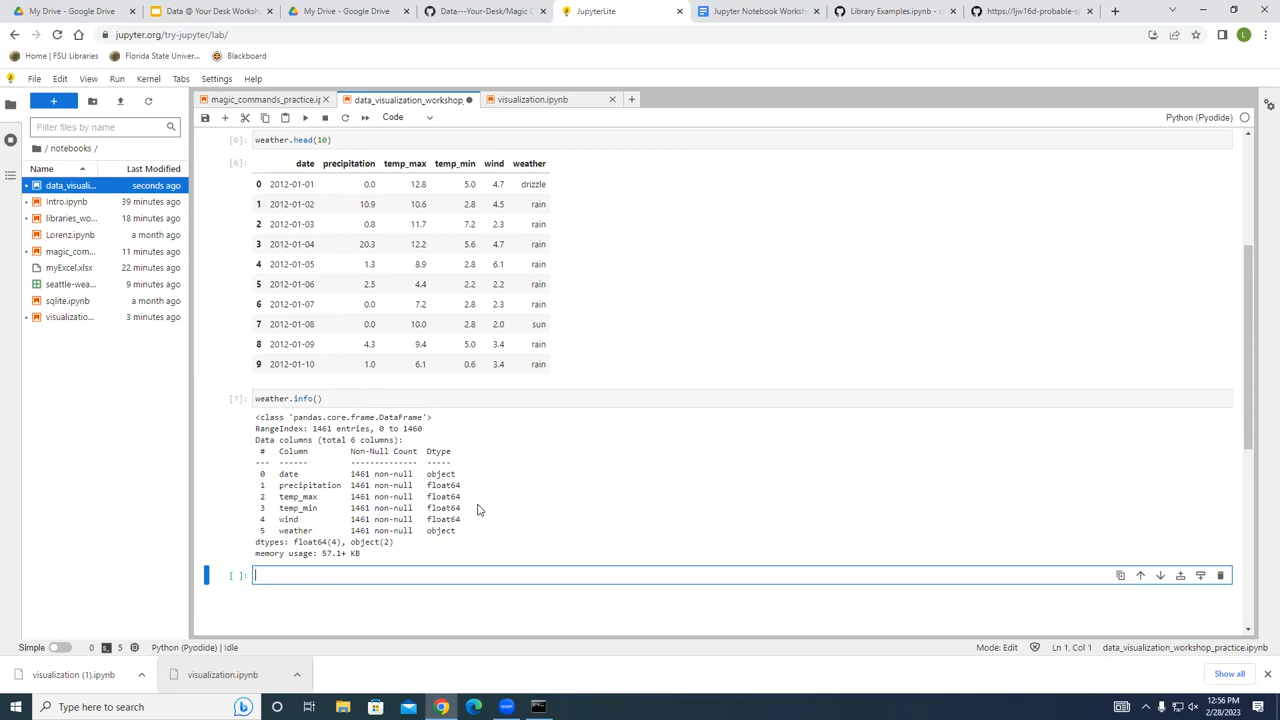 My Drive - Google Drive
Data @ Your Desk Workshop
My Drive - Google Drive
Data---Your-Desk/Magic C
JupyterLite
Jupyter Notebook Worksh
Library Examples.ipynb - c
https://ljw16d-probable-s
jupyter.org/try-jupyter/lab/
L
Home | FSU Libraries
Florida State Univer...
Blackboard
File Edit View Run Kernel Tabs Settings Help
magic_commands_practice.ip
data_visualization_workshop_
visualization.ipynb
Code
Python (Pyodide)
Filter files by name
/ notebooks /
Name Last Modified
data_visuali... seconds ago
Intro.ipynb 39 minutes ago
libraries_wo... 18 minutes ago
Lorenz.ipynb a month ago
magic_com... 11 minutes ago
myExcel.xlsx 22 minutes ago
seattle-wea... 9 minutes ago
sqlite.ipynb a month ago
visualizatio... 3 minutes ago
[6]: weather.head(10)
[6]: date precipitation temp_max temp_min wind weather
0 2012-01-01 0.0 12.8 5.0 4.7 drizzle
1 2012-01-02 10.9 10.6 2.8 4.5 rain
2 2012-01-03 0.8 11.7 7.2 2.3 rain
3 2012-01-04 20.3 12.2 5.6 4.7 rain
4 2012-01-05 1.3 8.9 2.8 6.1 rain
5 2012-01-06 2.5 4.4 2.2 2.2 rain
6 2012-01-07 0.0 7.2 2.8 2.3 rain
7 2012-01-08 0.0 10.0 2.8 2.0 sun
8 2012-01-09 4.3 9.4 5.0 3.4 rain
9 2012-01-10 1.0 6.1 0.6 3.4 rain
[7]: weather.info()
<class 'pandas.core.frame.DataFrame'>
RangeIndex: 1461 entries, 0 to 1460
Data columns (total 6 columns):
# Column Non-Null Count Dtype
--- ------ -------------- -----
0 date 1461 non-null object
1 precipitation 1461 non-null float64
2 temp_max 1461 non-null float64
3 temp_min 1461 non-null float64
4 wind 1461 non-null float64
5 weather 1461 non-null object
dtypes: float64(4), object(2)
memory usage: 57.1+ KB
[ ]:
Simple 0 5 Python (Pyodide) | Idle Mode: Edit Ln 1, Col 1 data_visualization_workshop_practice.ipynb
visualization (1).ipynb visualization.ipynb Show all
Type here to search
zoom
12:56 PM
2/28/2023